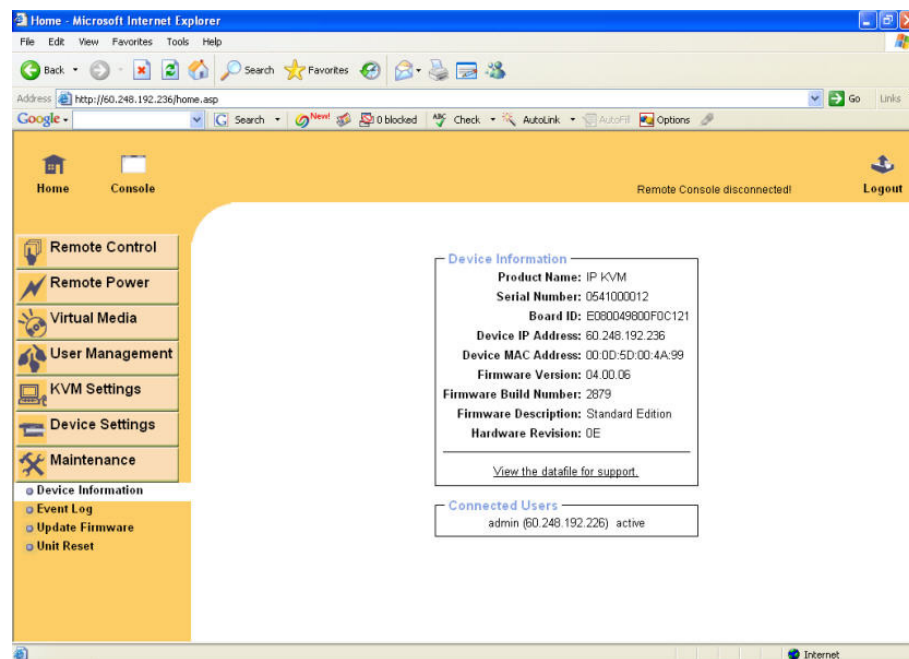 Home - Microsoft Internet Explorer
File Edit View Favorites Tools Help
Back Search Favorites
Address http://60.248.192.236/home.asp Go Links
Google Search New! 0 blocked ABC Check AutoLink AutoFill Options
Home Console Remote Console disconnected! Logout
Remote Control
Remote Power
Virtual Media
User Management
KVM Settings
Device Settings
Maintenance
Device Information
Event Log
Update Firmware
Unit Reset
Device Information
Product Name: IP KVM
Serial Number: 0541000012
Board ID: E080049800F0C121
Device IP Address: 60.248.192.236
Device MAC Address: 00:0D:5D:00:4A:99
Firmware Version: 04.00.06
Firmware Build Number: 2879
Firmware Description: Standard Edition
Hardware Revision: 0E
View the datafile for support.
Connected Users
admin (60.248.192.226) active
Internet